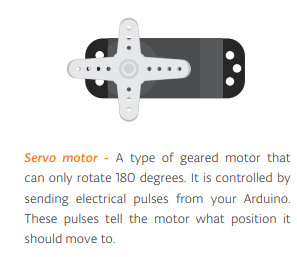 Servo motor - A type of geared motor that
can only rotate 180 degrees. It is controlled by
sending electrical pulses from your Arduino.
These pulses tell the motor what position it
should move to.